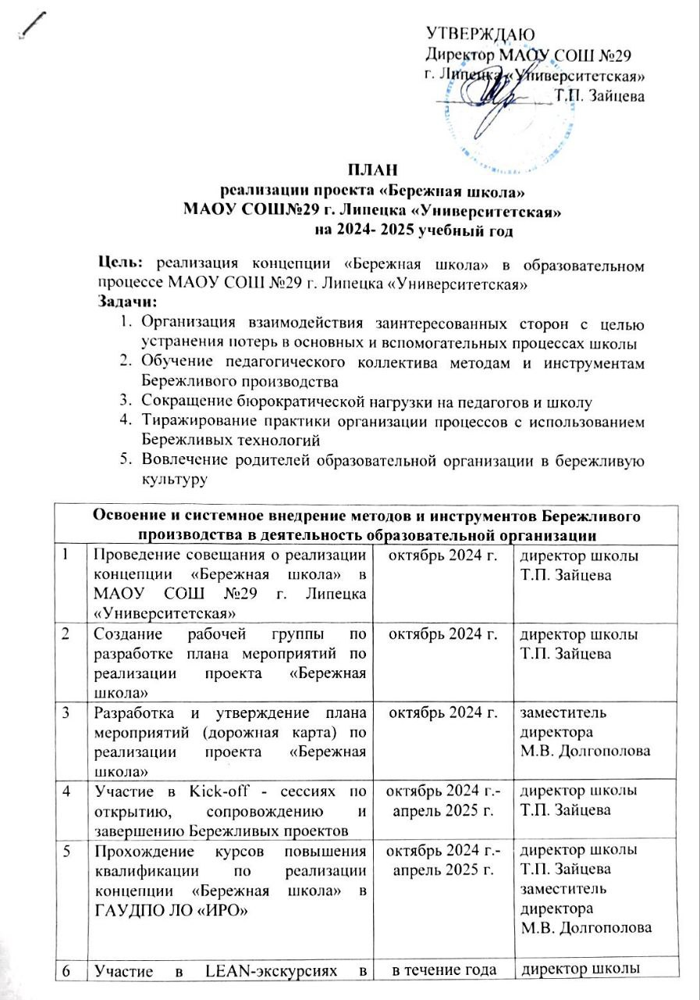 УТВЕРЖДАЮ
Директор МАОУ СОШ №29
г. Липецка «Университетская»
Т.П. Зайцева
ПЛАН
реализации проекта «Бережная школа»
МАОУ СОШ№29 г. Липецка «Университетская»
на 2024- 2025 учебный год
Цель: реализация концепции «Бережная школа» в образовательном
процессе МАОУ СОШ №29 г. Липецка «Университетская»
Задачи:
1. Организация взаимодействия заинтересованных сторон с целью
устранения потерь в основных и вспомогательных процессах школы
2. Обучение педагогического коллектива методам и инструментам
Бережливого производства
3. Сокращение бюрократической нагрузки на педагогов и школу
4. Тиражирование практики организации процессов с использованием
Бережливых технологий
5. Вовлечение родителей образовательной организации в бережливую
культуру
Освоение и системное внедрение методов и инструментов Бережливого
производства в деятельность образовательной организации
1 Проведение совещания о реализации октябрь 2024 г. директор школы
концепции «Бережная школа» в Т.П. Зайцева
МАОУ СОШ №29 г. Липецка
«Университетская»
2 Создание рабочей группы по октябрь 2024 г. директор школы
разработке плана мероприятий по Т.П. Зайцева
реализации проекта «Бережная
школа»
3 Разработка и утверждение плана октябрь 2024 г. заместитель
мероприятий (дорожная карта) по директора
реализации проекта «Бережная М.В. Долгополова
школа»
4 Участие в Kick-off - сессиях по октябрь 2024 г.- директор школы
открытию, сопровождению и апрель 2025 г. Т.П. Зайцева
завершению Бережливых проектов
5 Прохождение курсов повышения октябрь 2024 г.- директор школы
квалификации по реализации апрель 2025 г. Т.П. Зайцева
концепции «Бережная школа» в заместитель
ГАУДПО ЛО «ИРО» директора
М.В. Долгополова
6 Участие в LEAN-экскурсиях в в течение года директор школы